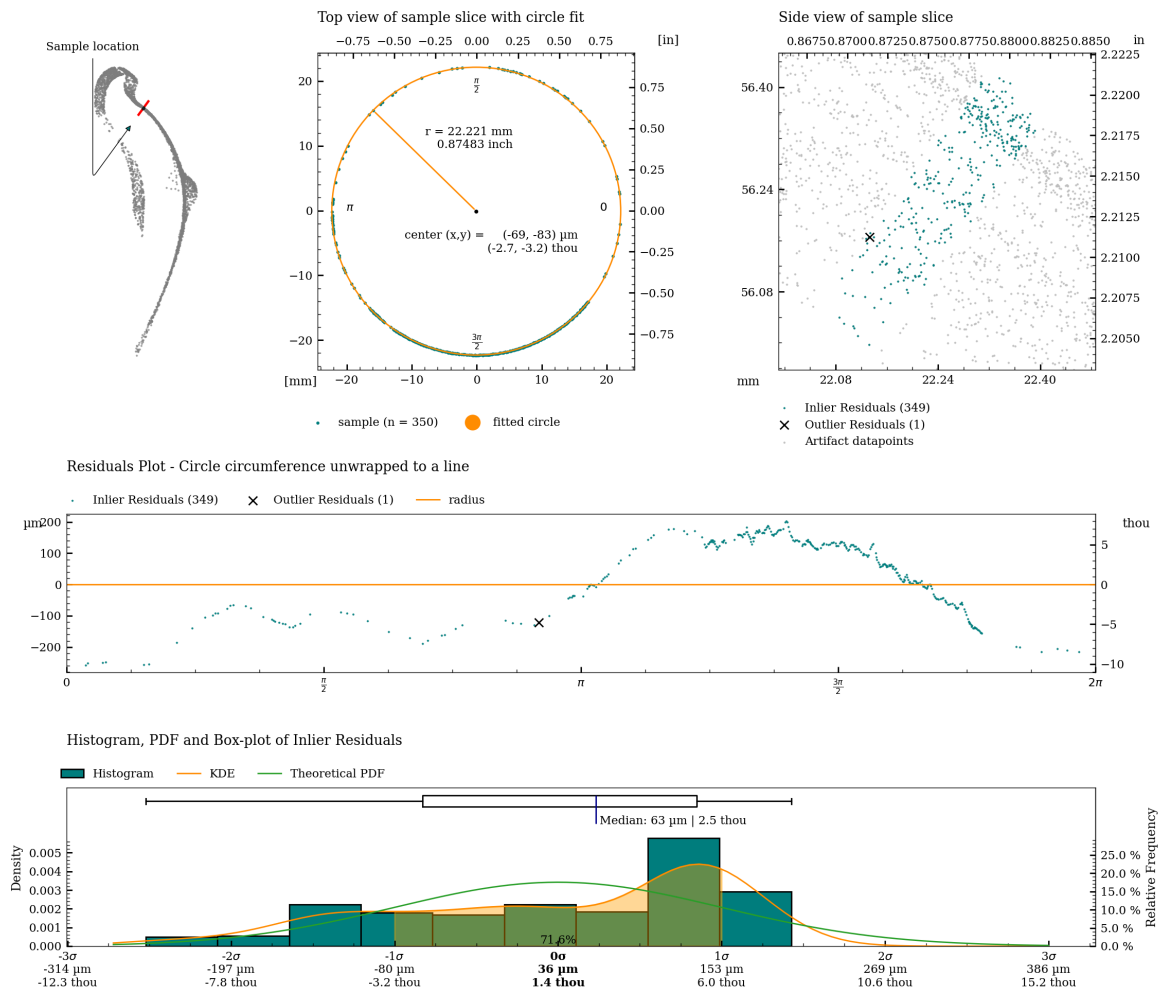 Sample location
Top view of sample slice with circle fit
−0.75 −0.50 −0.25 0.00 0.25 0.50 0.75 [in]
20
10
0
−10
−20
0.75
0.50
0.25
0.00
−0.25
−0.50
−0.75
π/2
r = 22.221 mm
0.87483 inch
π
0
center (x,y) = (-69, -83) µm
(-2.7, -3.2) thou
3π/2
[mm] −20 −10 0 10 20
sample (n = 350) fitted circle
Side view of sample slice
0.8675 0.8700 0.8725 0.8750 0.8775 0.8800 0.8825 0.8850 in
56.40
56.24
56.08
2.2225
2.2200
2.2175
2.2150
2.2125
2.2100
2.2075
2.2050
mm 22.08 22.24 22.40
Inlier Residuals (349)
Outlier Residuals (1)
Artifact datapoints
Residuals Plot - Circle circumference unwrapped to a line
Inlier Residuals (349) Outlier Residuals (1) radius
µm
200
100
0
−100
−200
thou
5
0
−5
−10
0 π/2 π 3π/2 2π
Histogram, PDF and Box-plot of Inlier Residuals
Histogram KDE Theoretical PDF
Median: 63 µm | 2.5 thou
Density
0.005
0.004
0.003
0.002
0.001
0.000
Relative Frequency
25.0 %
20.0 %
15.0 %
10.0 %
5.0 %
0.0 %
71.6%
-3σ -2σ -1σ 0σ 1σ 2σ 3σ
-314 µm -197 µm -80 µm 36 µm 153 µm 269 µm 386 µm
-12.3 thou -7.8 thou -3.2 thou 1.4 thou 6.0 thou 10.6 thou 15.2 thou